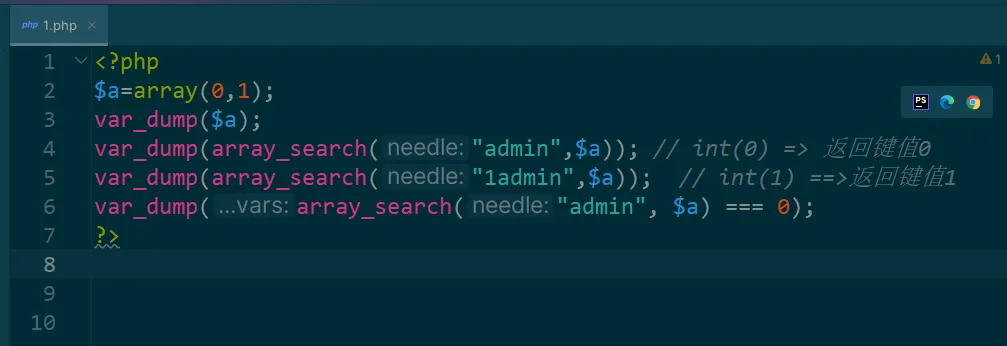 php 1.php ×
1 <?php
⚠1
2 $a=array(0,1);
PS
3 var_dump($a);
4 var_dump(array_search( needle: "admin",$a)); // int(0) => 返回键值0
5 var_dump(array_search( needle: "1admin",$a));  // int(1) ==>返回键值1
6 var_dump( ...vars: array_search( needle: "admin", $a) === 0);
7 ?>
8
9
10